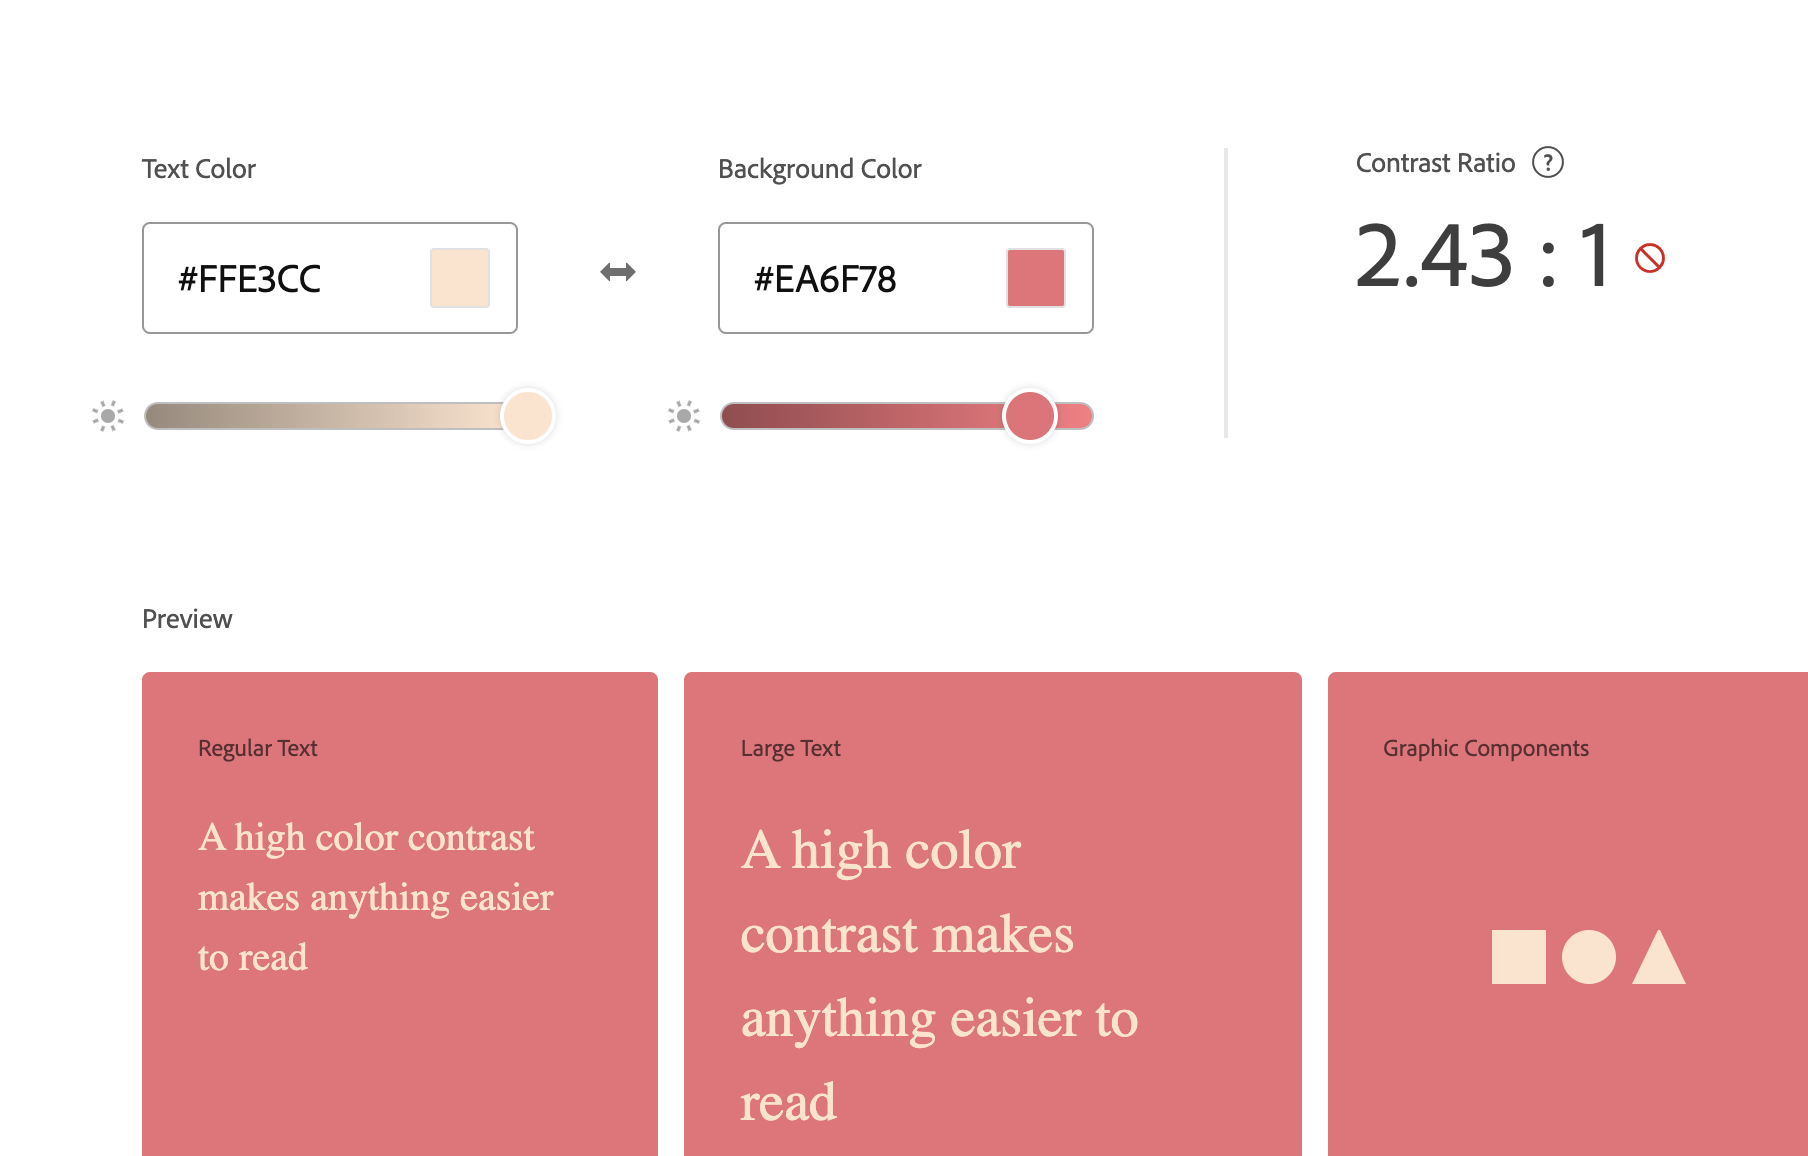 Text Color
#FFE3CC
Background Color
#EA6F78
Contrast Ratio ?
2.43 : 1
Preview
Regular Text
A high color contrast
makes anything easier
to read
Large Text
A high color
contrast makes
anything easier to
read
Graphic Components